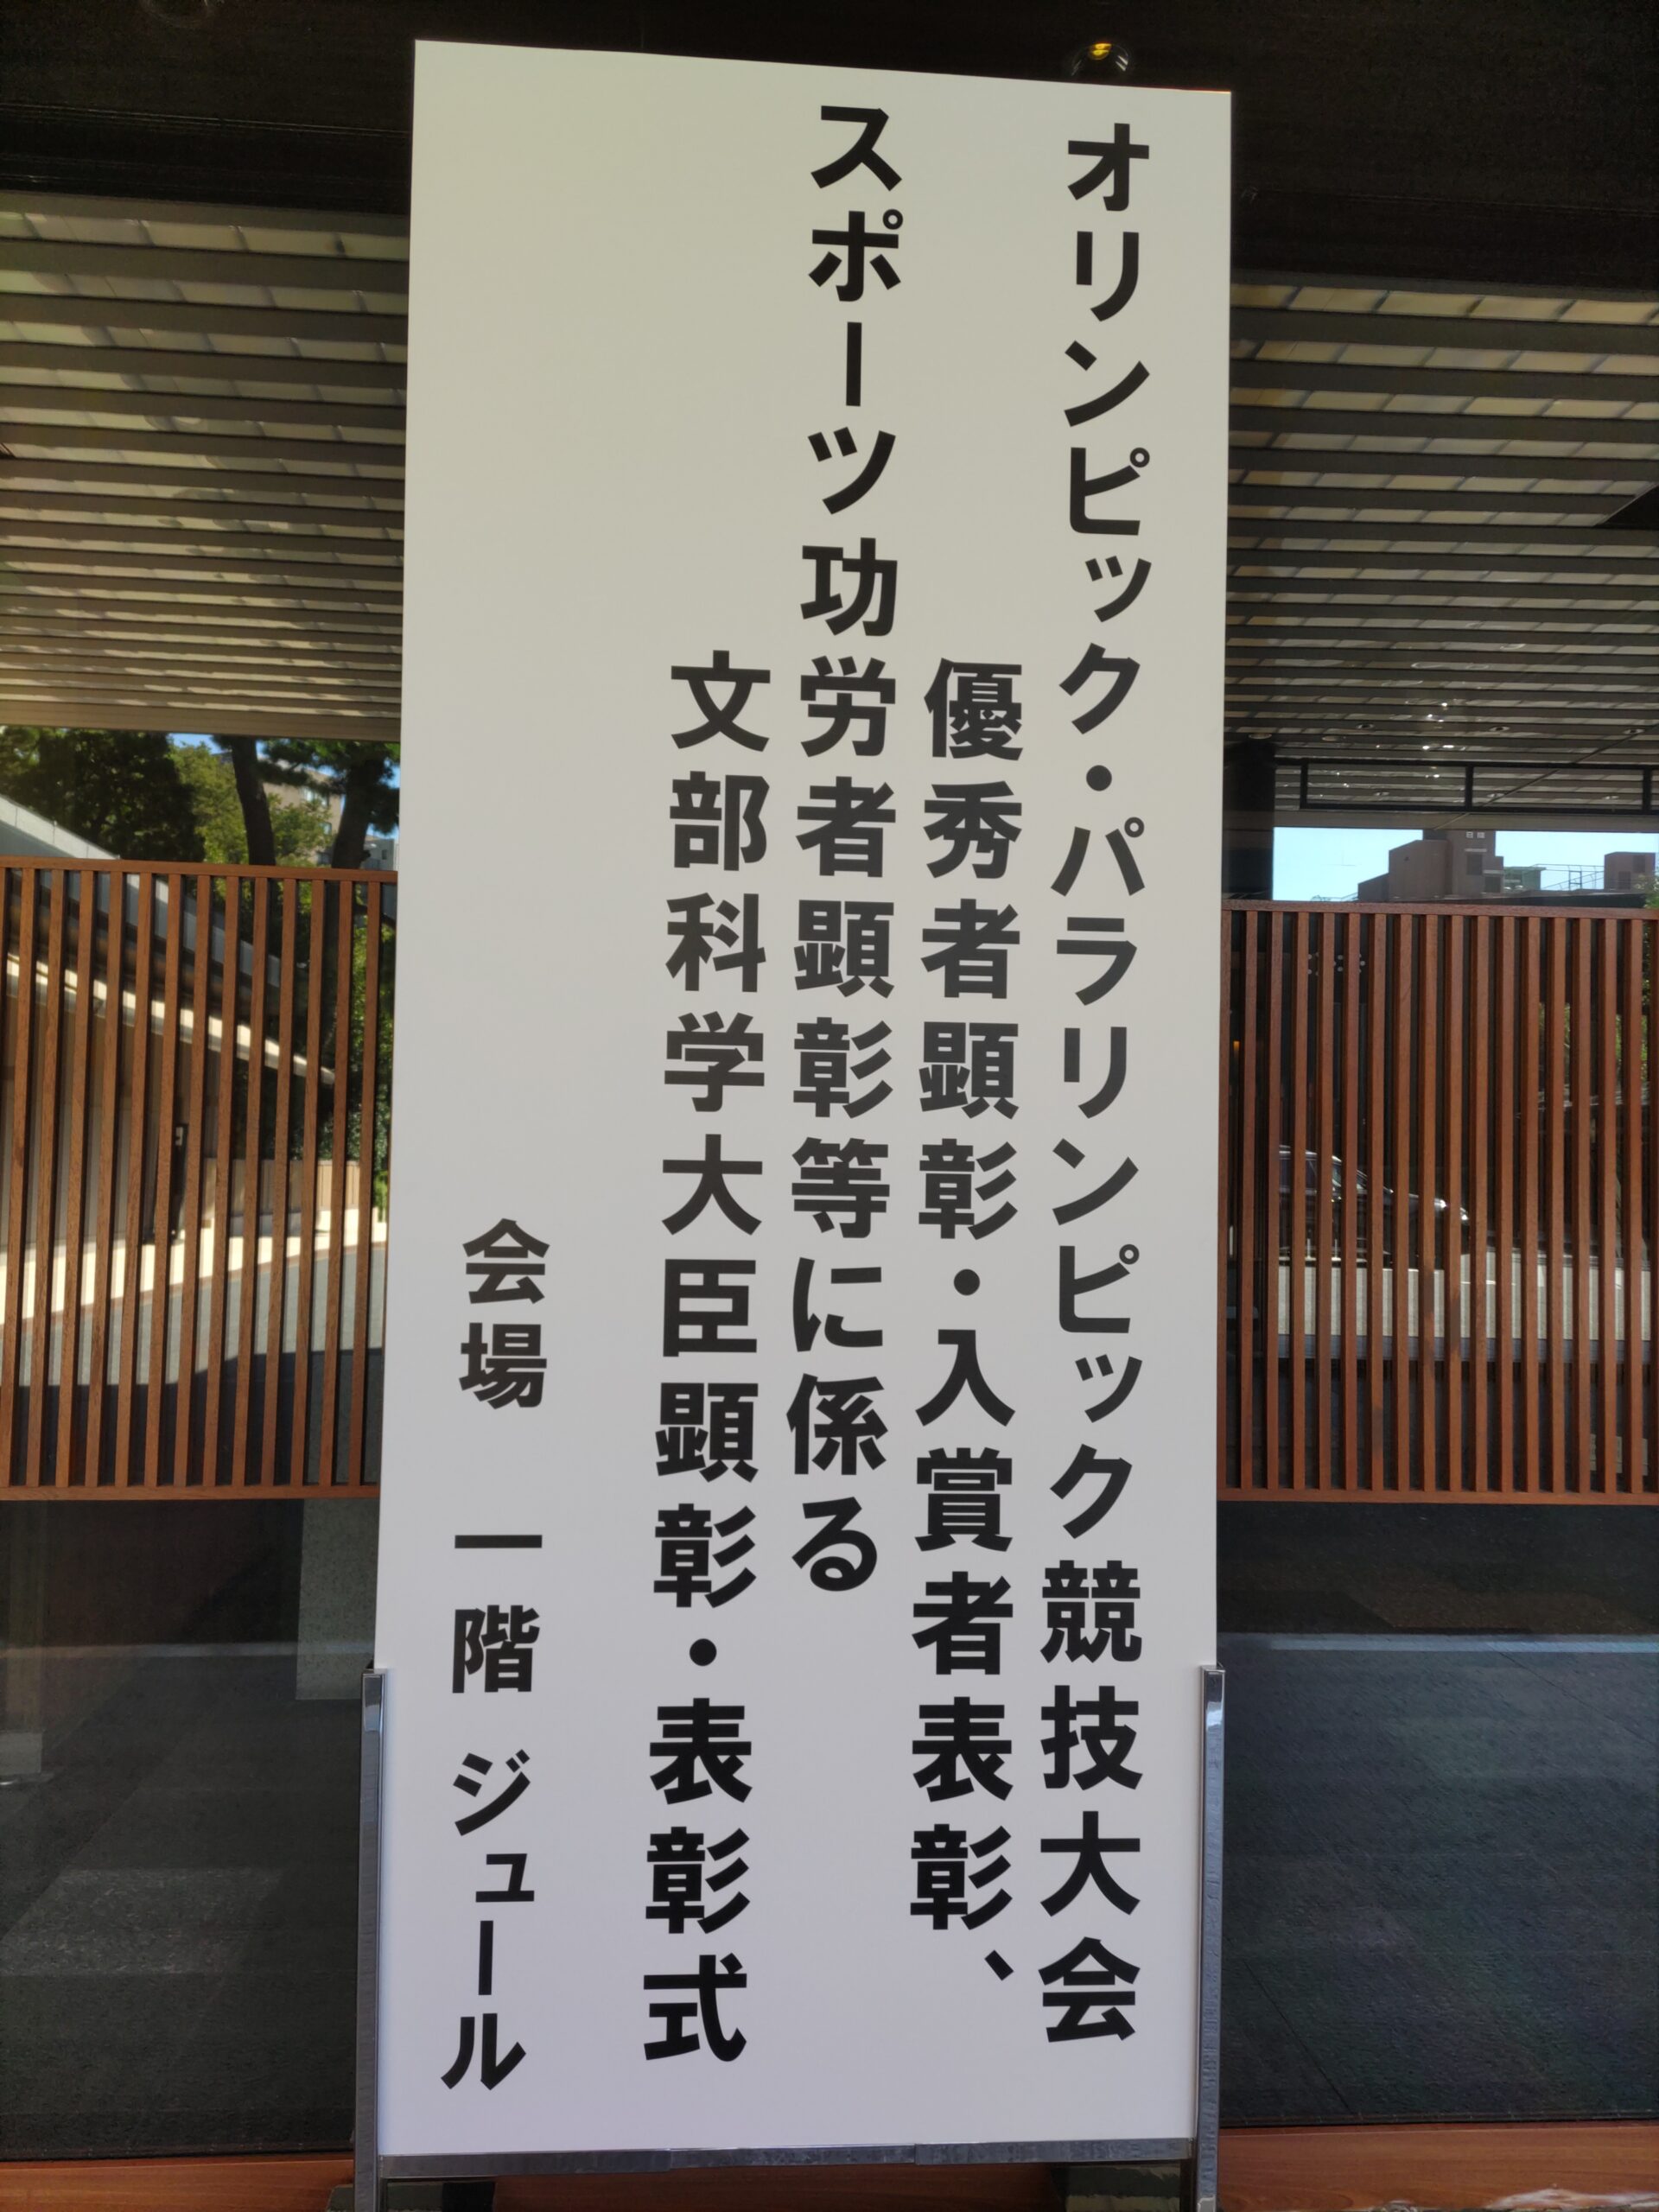 オリンピック・パラリンピック競技大会
優秀者顕彰・入賞者表彰、
スポーツ功労者顕彰等に係る
文部科学大臣顕彰・表彰式
会場　一階 ジュール